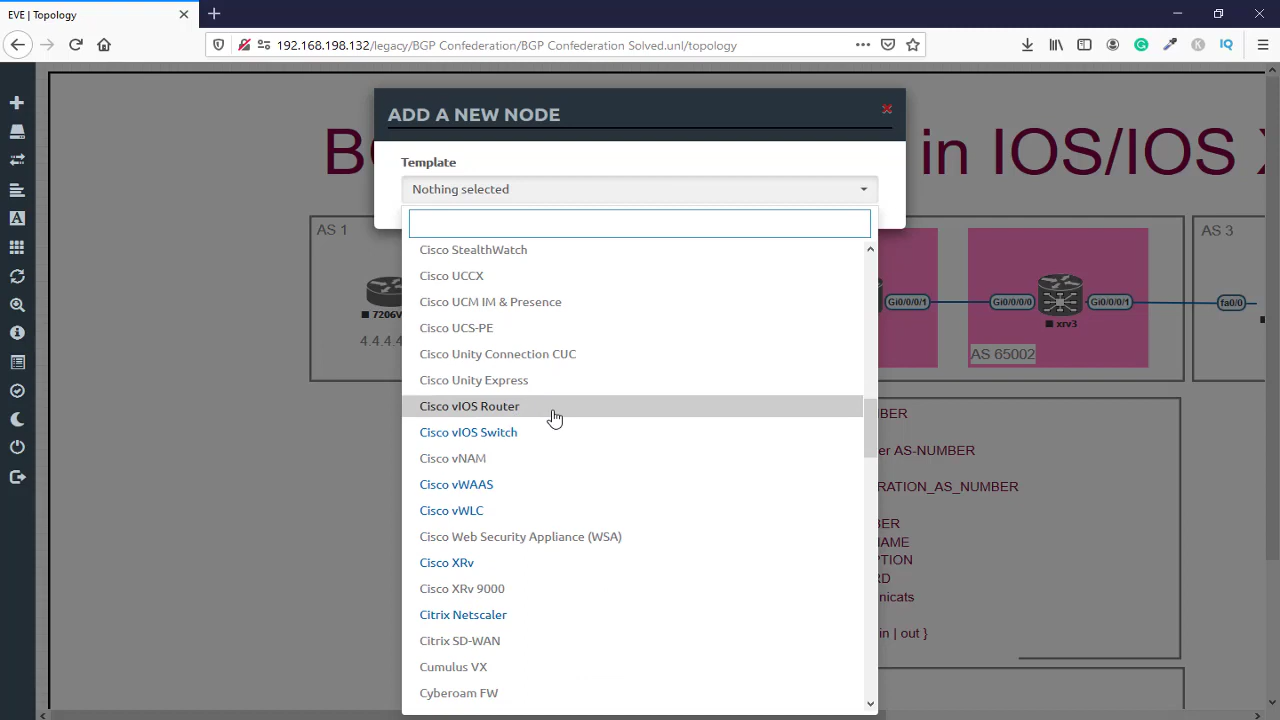 EVE | Topology
192.168.198.132/legacy/BGP Confederation/BGP Confederation Solved.unl/topology
ADD A NEW NODE
Template
Nothing selected
in IOS/IOS X
AS 1
AS 3
Gi0/0/0/1
Gi0/0/0/0
Gi0/0/0/1
fa0/0
7206V
xrv3
4.4.4.4
AS 65002
Cisco StealthWatch
Cisco UCCX
Cisco UCM IM & Presence
Cisco UCS-PE
Cisco Unity Connection CUC
Cisco Unity Express
Cisco vIOS Router
Cisco vIOS Switch
Cisco vNAM
Cisco vWAAS
Cisco vWLC
Cisco Web Security Appliance (WSA)
Cisco XRv
Cisco XRv 9000
Citrix Netscaler
Citrix SD-WAN
Cumulus VX
Cyberoam FW
BER
er AS-NUMBER
RATION_AS_NUMBER
BER
AME
PTION
RD
municats
in | out }